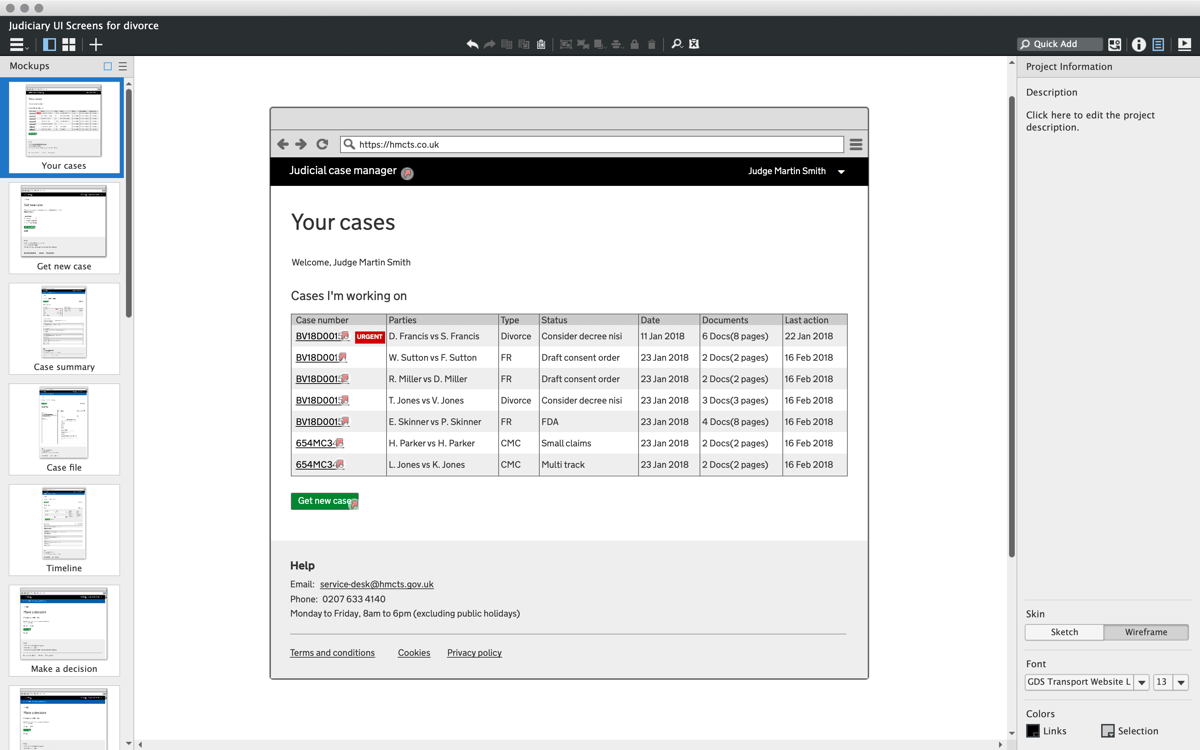 Judiciary UI Screens for divorce
Quick Add
Mockups
Your cases
Get new case
Case summary
Case file
Timeline
Make a decision
https://hmcts.co.uk
Judicial case manager
Judge Martin Smith
Your cases
Welcome, Judge Martin Smith
Cases I'm working on
Case number Parties Type Status Date Documents Last action
BV18D001 URGENT D. Francis vs S. Francis Divorce Consider decree nisi 11 Jan 2018 6 Docs(8 pages) 22 Jan 2018
BV18D001 W. Sutton vs F. Sutton FR Draft consent order 23 Jan 2018 2 Docs(2 pages) 16 Feb 2018
BV18D001 R. Miller vs D. Miller FR Draft consent order 23 Jan 2018 2 Docs(2 pages) 16 Feb 2018
BV18D001 T. Jones vs V. Jones Divorce Consider decree nisi 23 Jan 2018 3 Docs(3 pages) 16 Feb 2018
BV18D001 E. Skinner vs P. Skinner FR FDA 23 Jan 2018 4 Docs(8 pages) 16 Feb 2018
654MC34 H. Parker vs H. Parker CMC Small claims 23 Jan 2018 2 Docs(2 pages) 16 Feb 2018
654MC34 L. Jones vs K. Jones CMC Multi track 23 Jan 2018 2 Docs(2 pages) 16 Feb 2018
Get new case
Help
Email: service-desk@hmcts.gov.uk
Phone: 0207 633 4140
Monday to Friday, 8am to 6pm (excluding public holidays)
Terms and conditions Cookies Privacy policy
Project Information
Description
Click here to edit the project
description.
Skin
Sketch Wireframe
Font
GDS Transport Website L 13
Colors
Links Selection